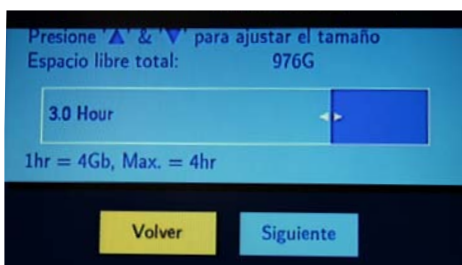 Presione '▲' & '▼' para ajustar el tamaño
Espacio libre total: 976G
3.0 Hour
1hr = 4Gb, Max. = 4hr
Volver Siguiente